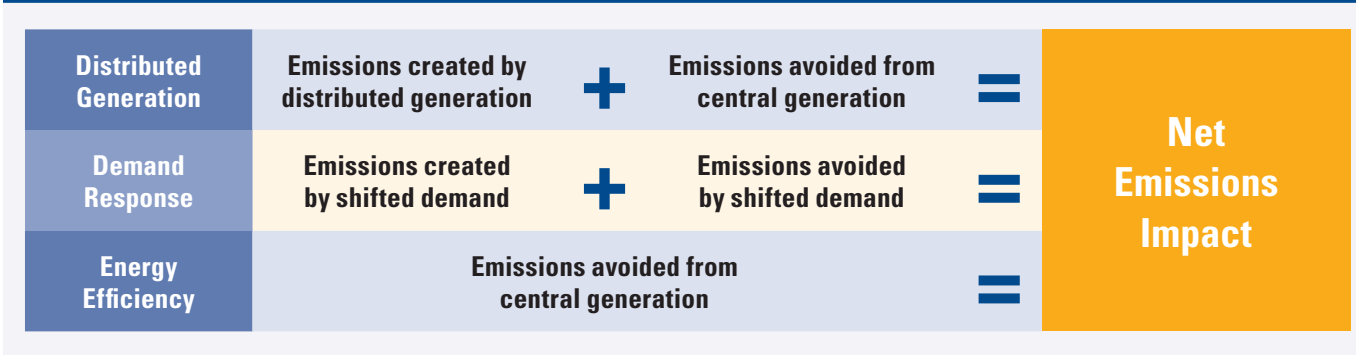 Distributed
Generation
Emissions created by
distributed generation
+
Emissions avoided from
central generation
=
Demand
Response
Emissions created
by shifted demand
+
Emissions avoided
by shifted demand
=
Energy
Efficiency
Emissions avoided from
central generation
=
Net
Emissions
Impact